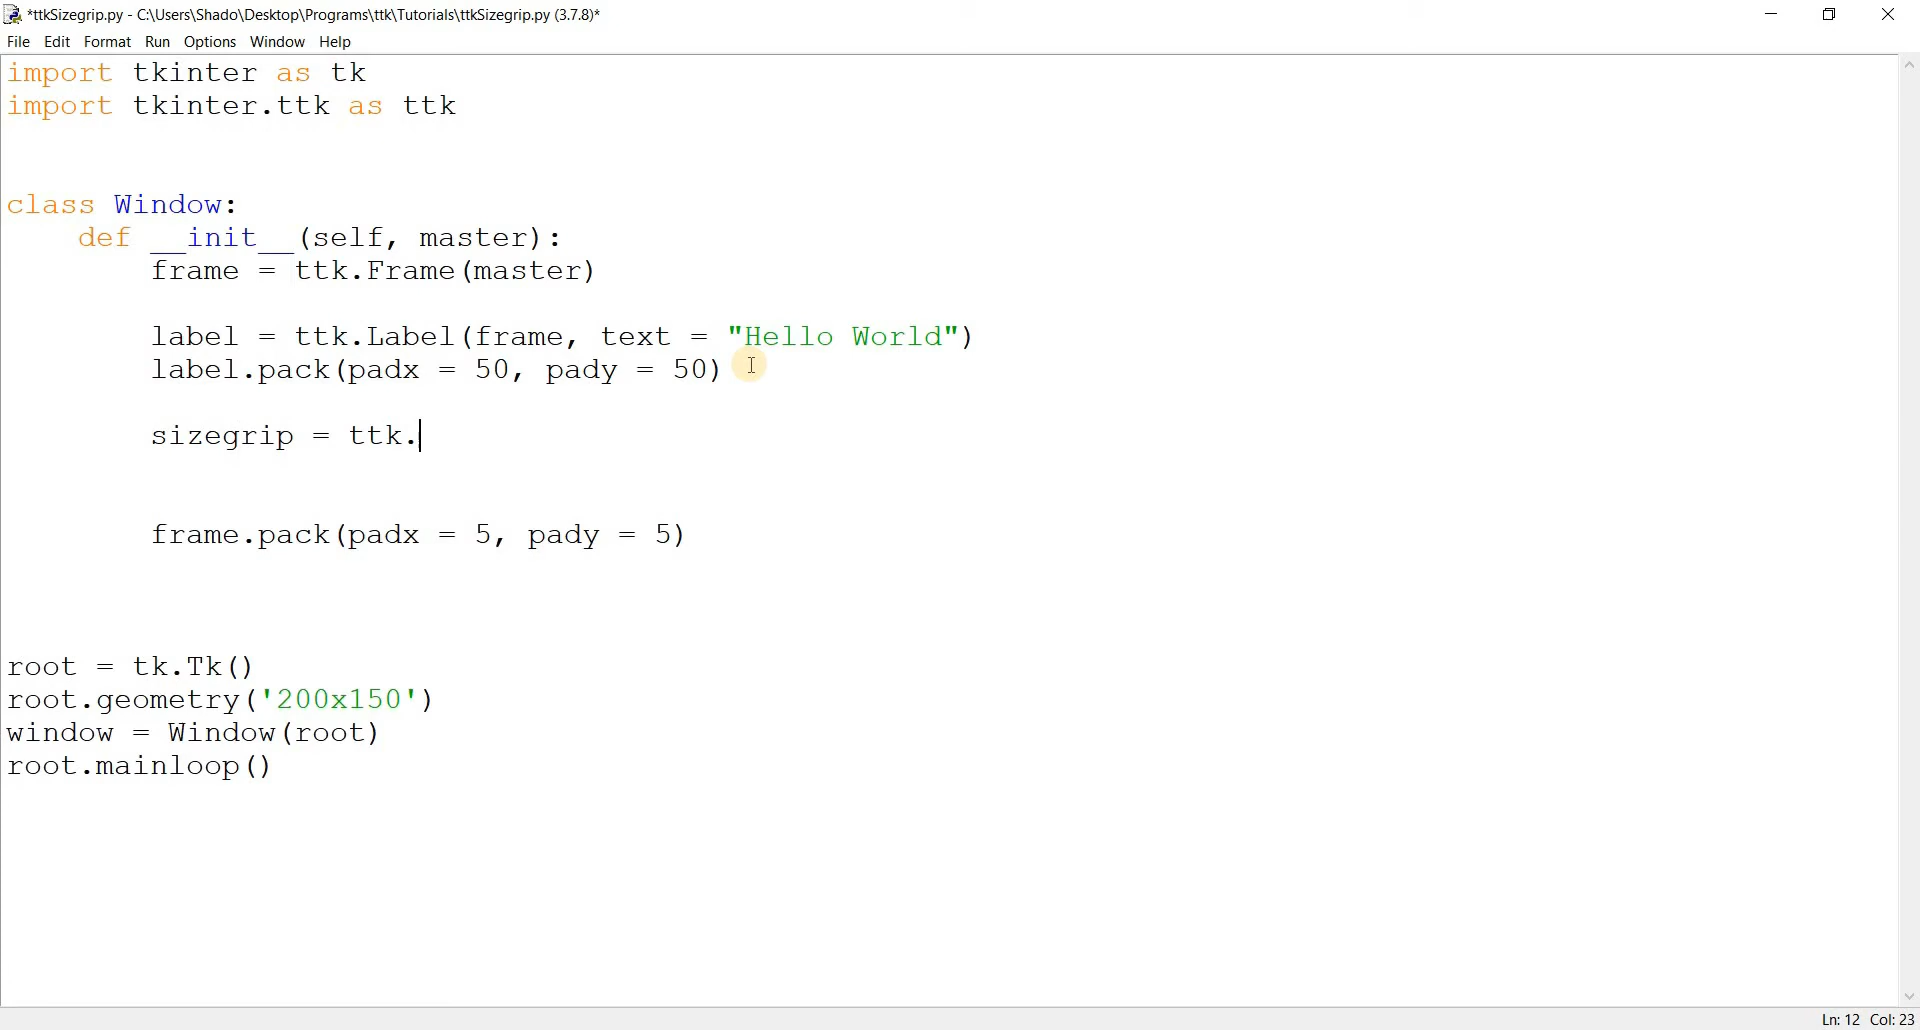 *ttkSizegrip.py - C:\Users\Shado\Desktop\Programs\ttk\Tutorials\ttkSizegrip.py (3.7.8)*
File Edit Format Run Options Window Help
import tkinter as tk
import tkinter.ttk as ttk
class Window:
    def __init__(self, master):
        frame = ttk.Frame(master)
        label = ttk.Label(frame, text = "Hello World")
        label.pack(padx = 50, pady = 50)
        sizegrip = ttk.
        frame.pack(padx = 5, pady = 5)
root = tk.Tk()
root.geometry('200x150')
window = Window(root)
root.mainloop()
Ln: 12 Col: 23